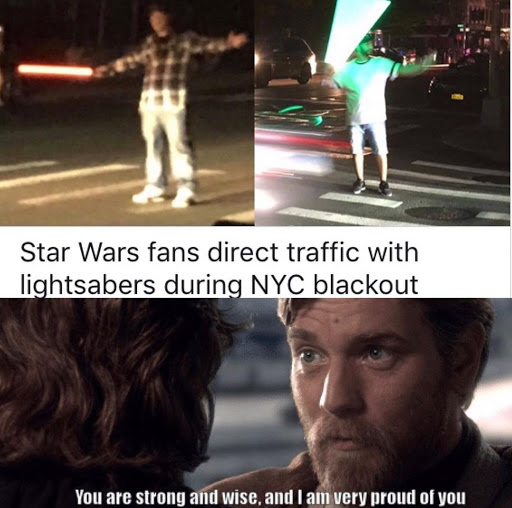 Star Wars fans direct traffic with
lightsabers during NYC blackout
You are strong and wise, and I am very proud of you